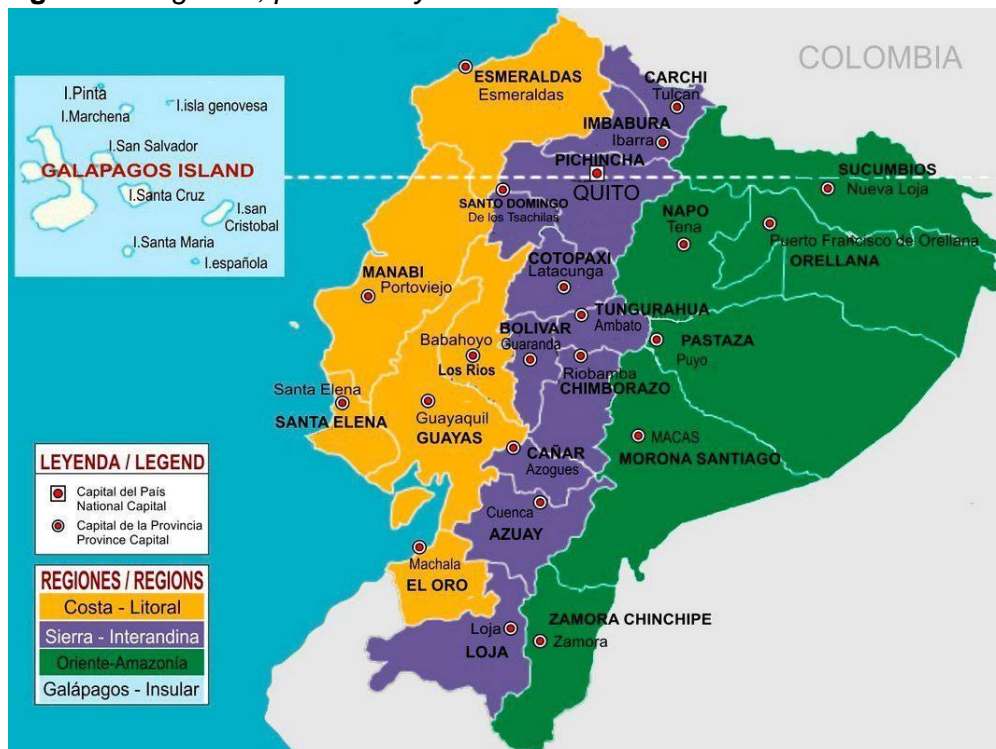 COLOMBIA
ESMERALDAS
Esmeraldas
CARCHI
Tulcan
IMBABURA
Ibarra
PICHINCHA
QUITO
SANTO DOMINGO
De los Tsachilas
SUCUMBIOS
Nueva Loja
NAPO
Tena
Puerto Francisco de Orellana
ORELLANA
COTOPAXI
Latacunga
MANABI
Portoviejo
TUNGURAHUA
Ambato
BOLIVAR
Guaranda
Babahoyo
Los Rios
PASTAZA
Puyo
Riobamba
CHIMBORAZO
Santa Elena
SANTA ELENA
Guayaquil
GUAYAS
MACAS
MORONA SANTIAGO
CAÑAR
Azogues
Cuenca
AZUAY
Machala
EL ORO
ZAMORA CHINCHIPE
Zamora
Loja
LOJA
I.Pinta
I.isla genovesa
I.Marchena
I.San Salvador
GALAPAGOS ISLAND
I.Santa Cruz
I.san
Cristobal
I.Santa Maria
I.española
LEYENDA / LEGEND
Capital del País
National Capital
Capital de la Provincia
Province Capital
REGIONES / REGIONS
Costa - Litoral
Sierra - Interandina
Oriente-Amazonía
Galápagos - Insular